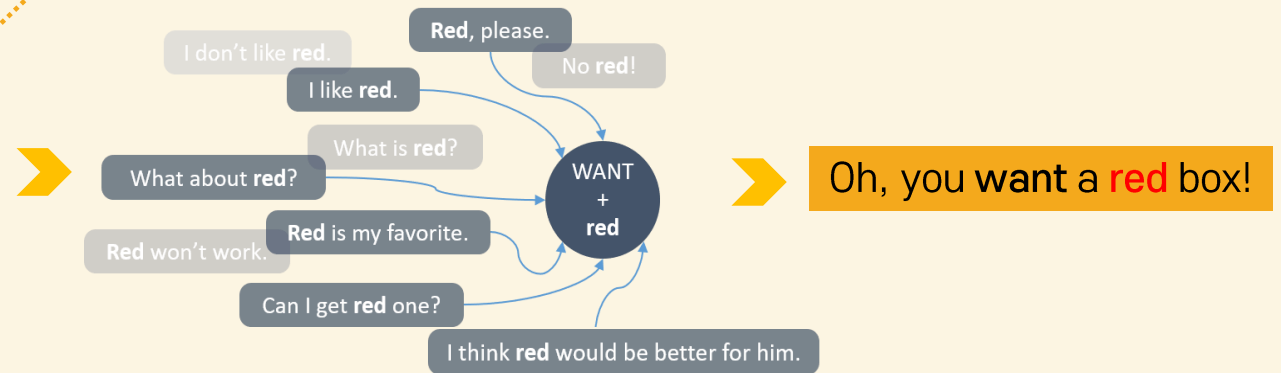 Red, please.
I don't like red.
No red!
I like red.
What is red?
What about red?
WANT
+
red
Oh, you want a red box!
Red is my favorite.
Red won't work.
Can I get red one?
I think red would be better for him.